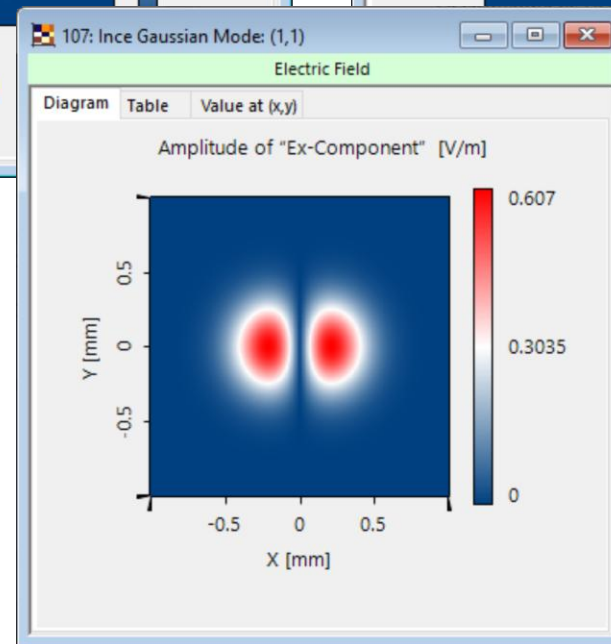 107: Ince Gaussian Mode: (1,1)
Electric Field
Diagram Table Value at (x,y)
Amplitude of "Ex-Component" [V/m]
0.607
0.3035
0
0.5
0
-0.5
Y [mm]
-0.5 0 0.5
X [mm]